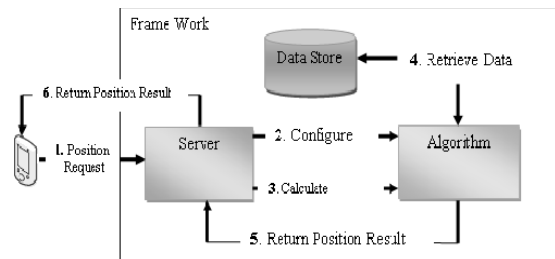 Frame Work
Data Store
4. Retrieve Data
6. Return Position Result
1. Position
Request
Server
2. Configure
Algorithm
3. Calculate
5. Return Position Result